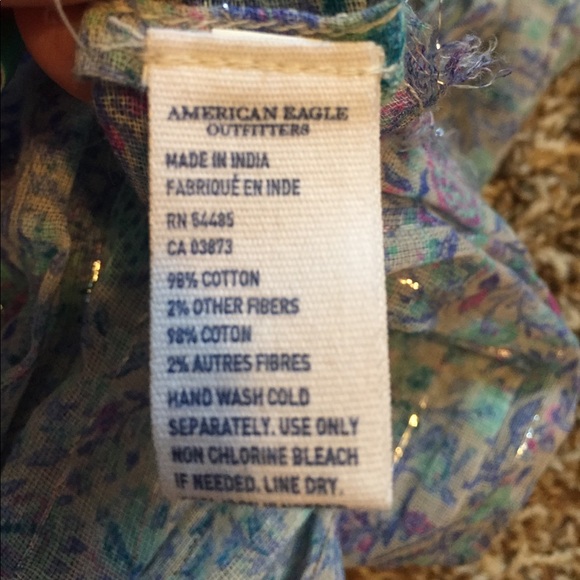 AMERICAN EAGLE
OUTFITTERS
MADE IN INDIA
FABRIQUÉ EN INDE
RN 54485
CA 03873
98% COTTON
2% OTHER FIBERS
98% COTON
2% AUTRES FIBRES
HAND WASH COLD
SEPARATELY. USE ONLY
NON CHLORINE BLEACH
IF NEEDED. LINE DRY.